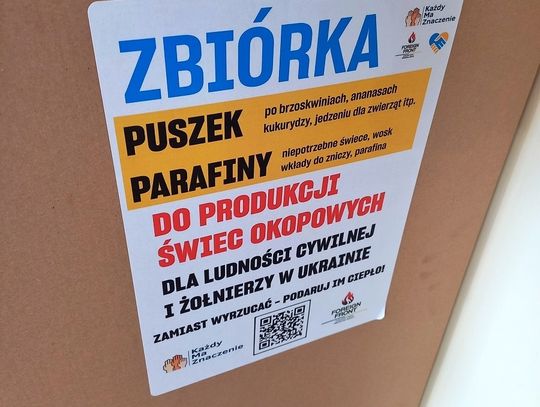 ZBIÓRKA
Każdy
Ma
Znaczenie
FOREIGN
FRONT
PUSZEK
po brzoskwiniach, ananasach
kukurydzy, jedzeniu dla zwierząt itp.
PARAFINY
niepotrzebne świece, wosk
wkłady do zniczy, parafina
DO PRODUKCJI
ŚWIEC OKOPOWYCH
DLA LUDNOŚCI CYWILNEJ
I ŻOŁNIERZY W UKRAINIE
ZAMIAST WYRZUCAĆ - PODARUJ IM CIEPŁO!
Każdy
Ma
Znaczenie
FOREIGN
FRONT